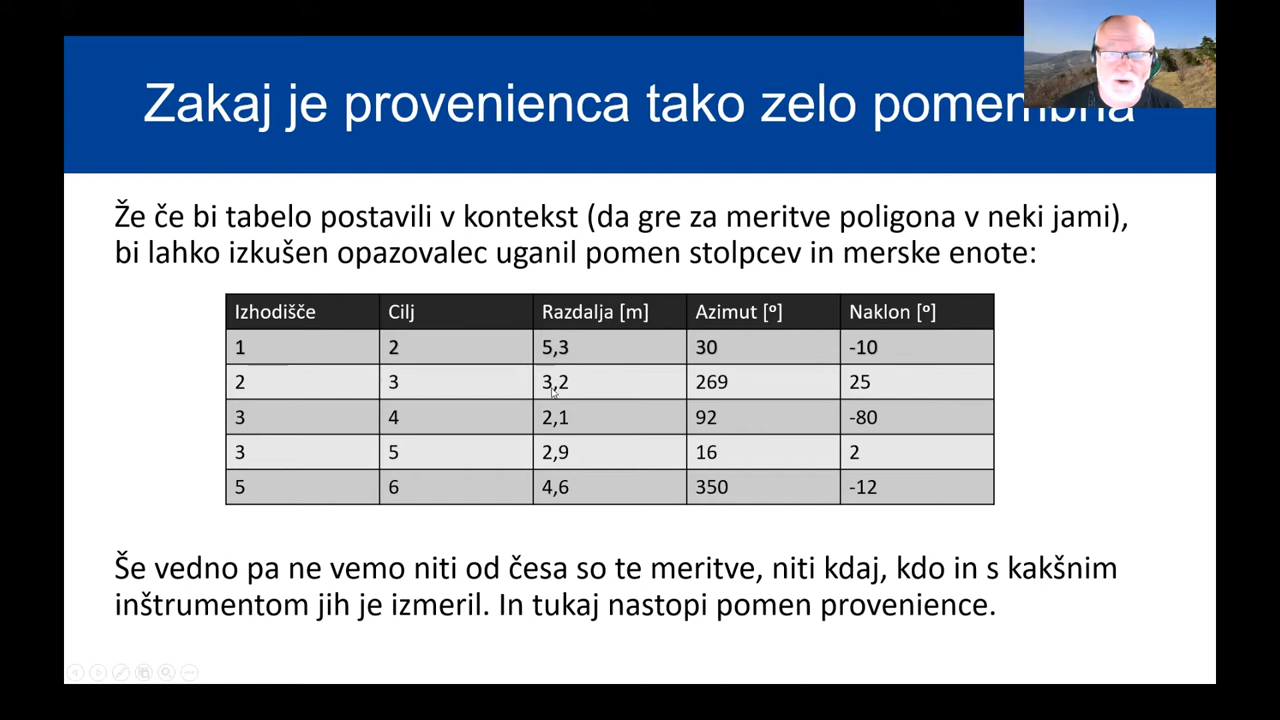 Zakaj je provenienca tako zelo pomembna
Že če bi tabelo postavili v kontekst (da gre za meritve poligona v neki jami),
bi lahko izkušen opazovalec uganil pomen stolpcev in merske enote:
Izhodišče Cilj Razdalja [m] Azimut [º] Naklon [º]
1 2 5,3 30 -10
2 3 3,2 269 25
3 4 2,1 92 -80
3 5 2,9 16 2
5 6 4,6 350 -12
Še vedno pa ne vemo niti od česa so te meritve, niti kdaj, kdo in s kakšnim
inštrumentom jih je izmeril. In tukaj nastopi pomen provenience.